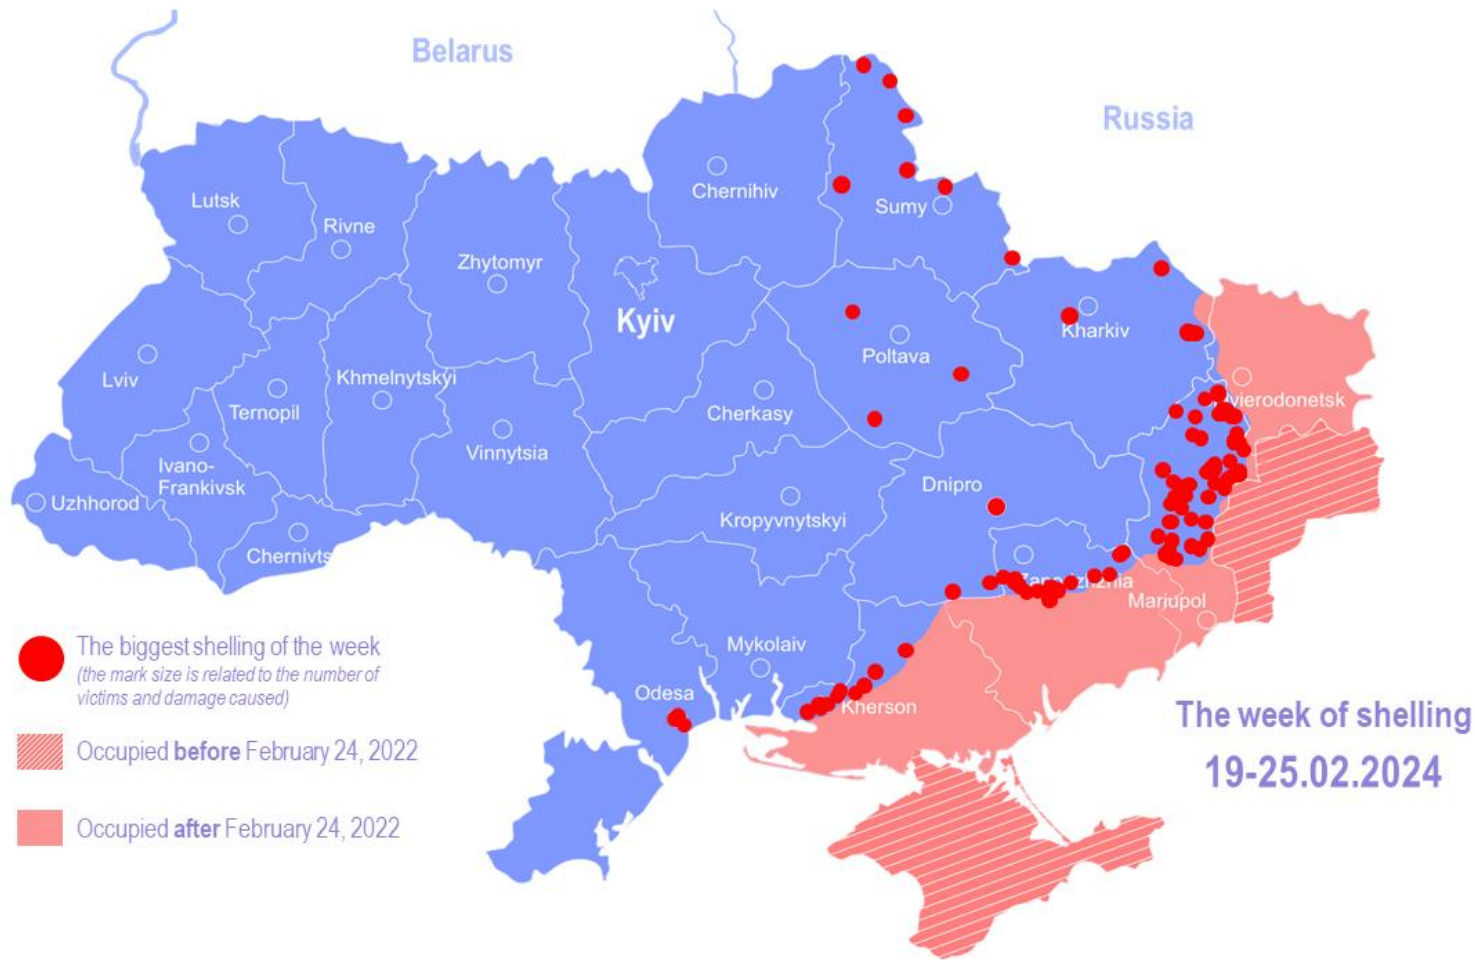 Belarus
Russia
Chernihiv
Lutsk
Sumy
Rivne
Zhytomyr
Kyiv
Kharkiv
Poltava
Lviv
Khmelnytskyi
Ternopil
Cherkasy
vierodonetsk
Vinnytsia
Ivano-
Frankivsk
Dnipro
Uzhhorod
Kropyvnytskyi
Chernivts
Mariupol
Mykolaiv
Odesa
Kherson
The biggest shelling of the week
(the mark size is related to the number of
victims and damage caused)
Occupied before February 24, 2022
Occupied after February 24, 2022
The week of shelling
19-25.02.2024